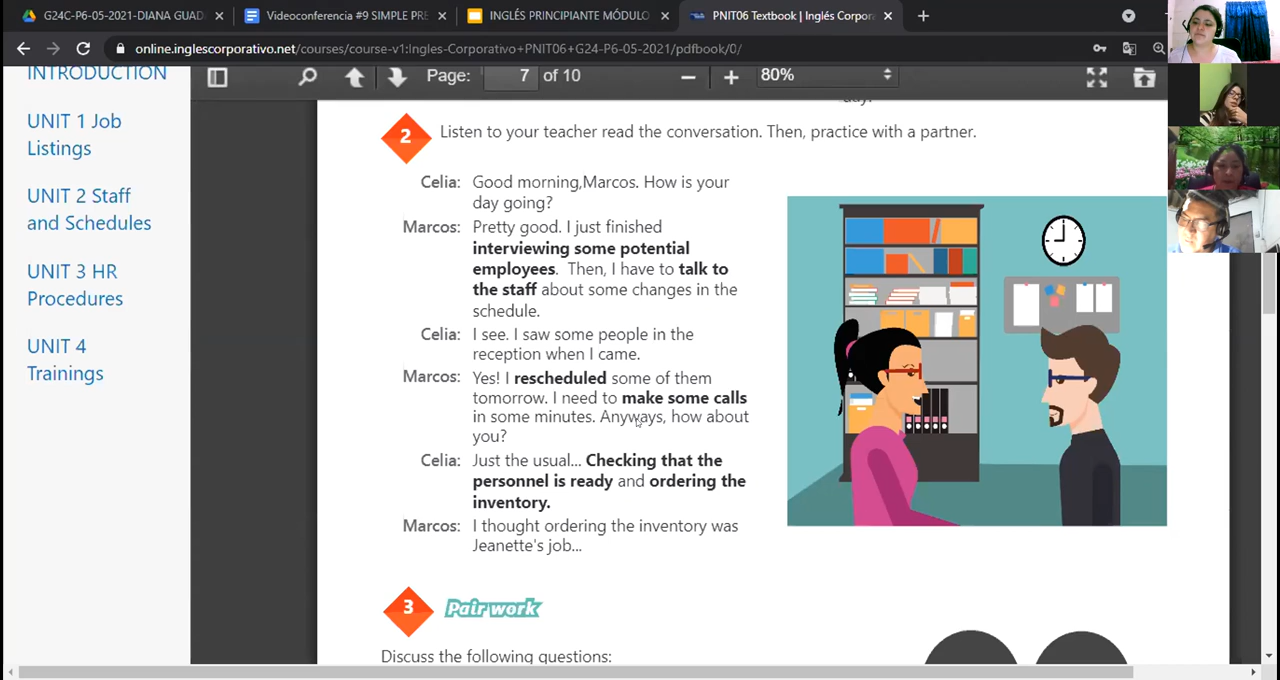 G24C-P6-05-2021-DIANA GUAD
Videoconferencia #9 SIMPLE PRE
INGLÉS PRINCIPIANTE MÓDULO
PNIT06 Textbook | Inglés Corpora
online.inglescorporativo.net/courses/course-v1:Ingles-Corporativo+PNIT06+G24-P6-05-2021/pdfbook/0/
INTRODUCTION
UNIT 1 Job
Listings
UNIT 2 Staff
and Schedules
UNIT 3 HR
Procedures
UNIT 4
Trainings
Page: 7 of 10
80%
2
Listen to your teacher read the conversation. Then, practice with a partner.
Celia: Good morning,Marcos. How is your
day going?
Marcos: Pretty good. I just finished
interviewing some potential
employees. Then, I have to talk to
the staff about some changes in the
schedule.
Celia: I see. I saw some people in the
reception when I came.
Marcos: Yes! I rescheduled some of them
tomorrow. I need to make some calls
in some minutes. Anyways, how about
you?
Celia: Just the usual... Checking that the
personnel is ready and ordering the
inventory.
Marcos: I thought ordering the inventory was
Jeanette's job...
3
Pair work
Discuss the following questions: